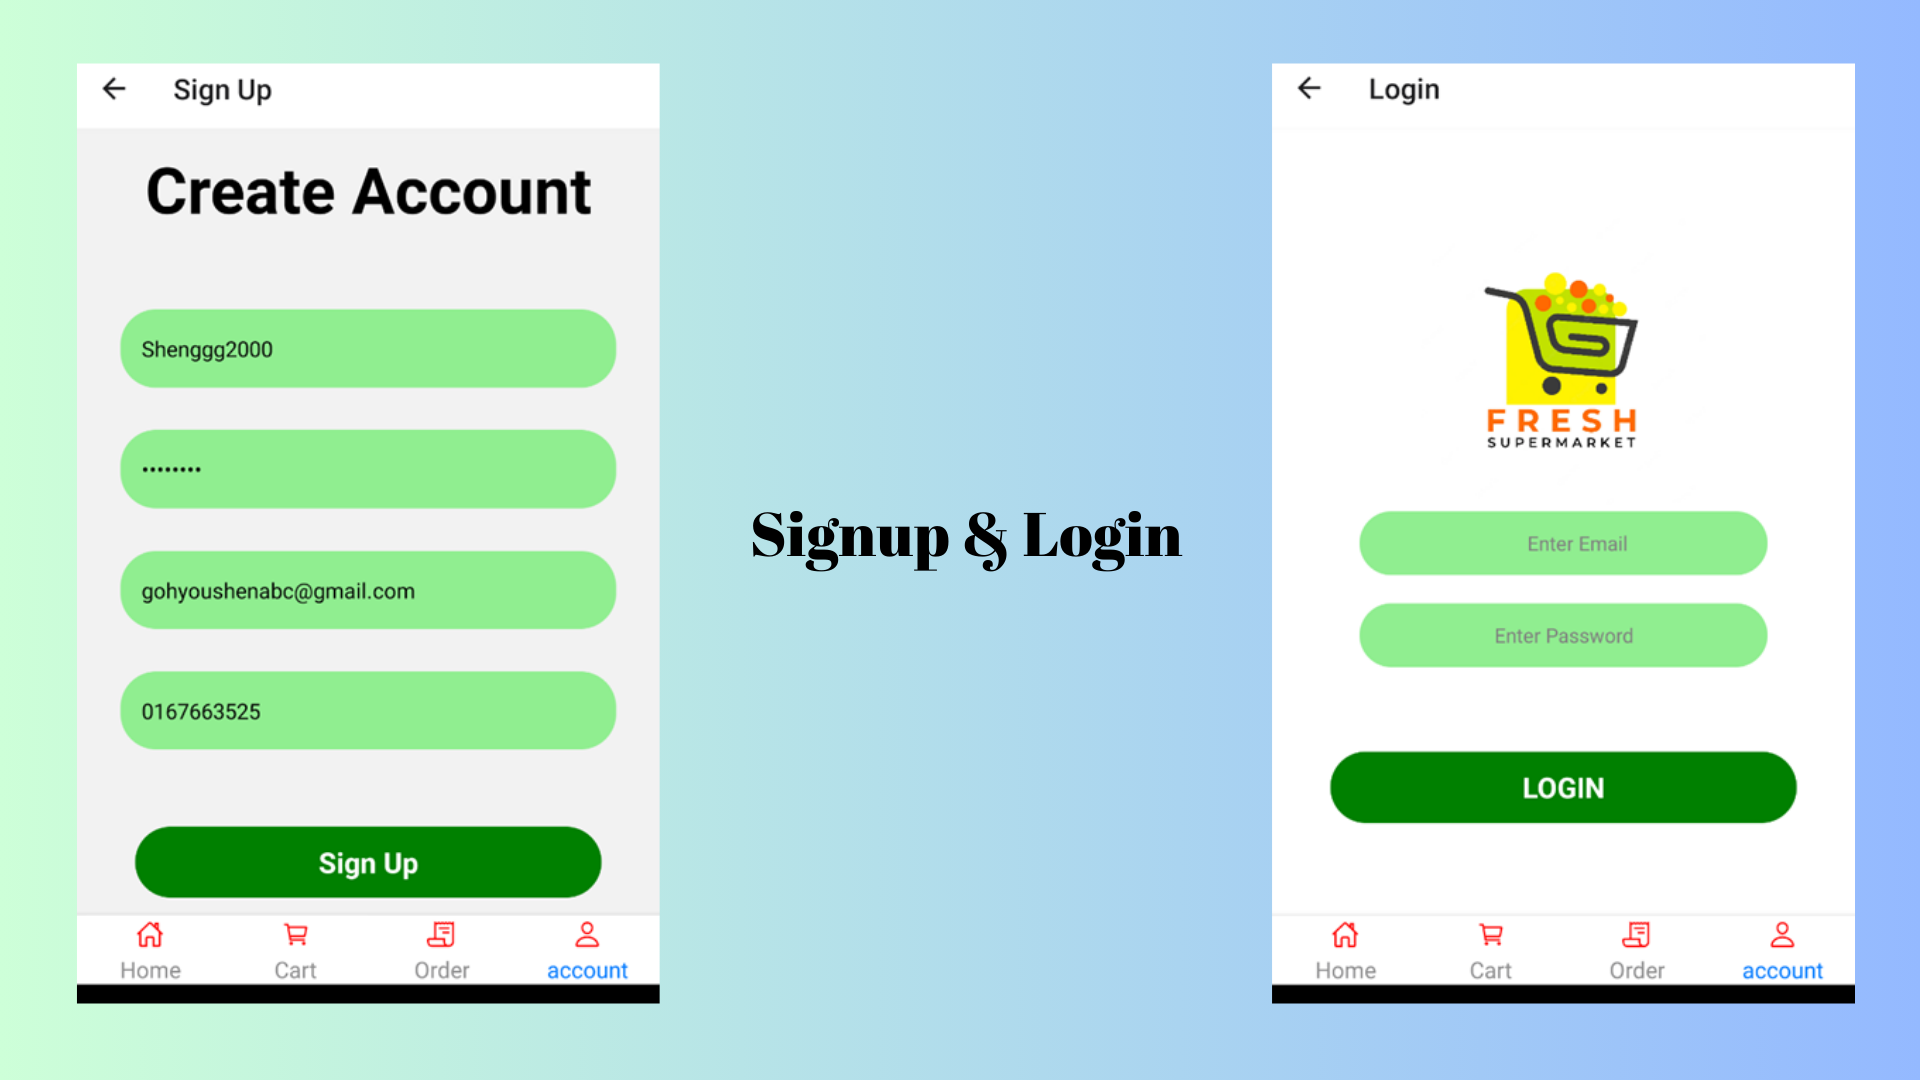 Sign Up
Create Account
Shenggg2000
••••••••
gohyoushenabc@gmail.com
0167663525
Sign Up
Home Cart Order account
Signup & Login
Login
FRESH
SUPERMARKET
Enter Email
Enter Password
LOGIN
Home Cart Order account